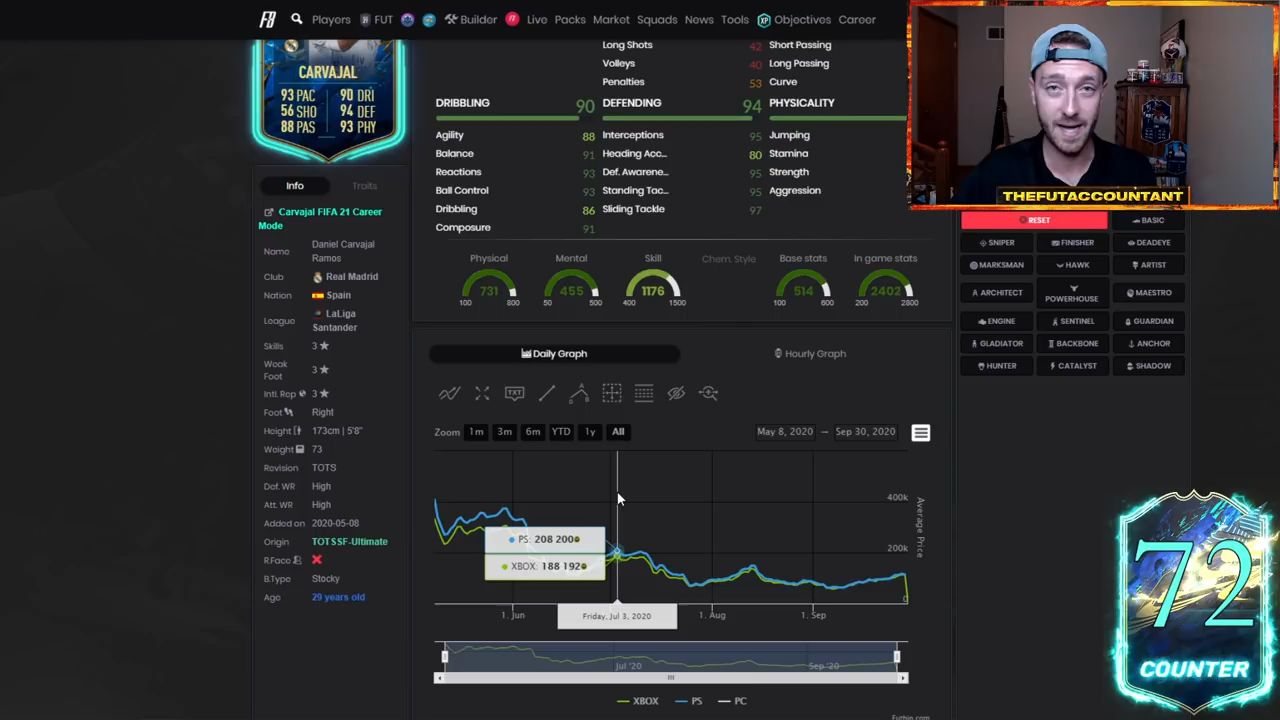 F8 Players FUT Builder Live Packs Market Squads News Tools XP Objectives Career
CARVAJAL
93 PAC 90 DRI
56 SHO 94 DEF
88 PAS 93 PHY
Long Shots 42 Short Passing
Volleys 40 Long Passing
Penalties 53 Curve
DRIBBLING 90 DEFENDING 94 PHYSICALITY
Agility 88 Interceptions 95 Jumping
Balance 91 Heading Acc... 80 Stamina
Reactions 93 Def. Awarene... 95 Strength
Ball Control 93 Standing Tac... 95 Aggression
Dribbling 86 Sliding Tackle 97
Composure 91
Physical Mental Skill Chem. Style Base stats In game stats
731 455 1176 514 2402
100 800 50 500 400 1500 100 600 200 2800
Info Traits
Carvajal FIFA 21 Career
Mode
Name Daniel Carvajal
Ramos
Club Real Madrid
Nation Spain
League LaLiga
Santander
Skills 3★
Weak
Foot 3★
Intl. Rep 3★
Foot Right
Height 173cm | 5'8"
Weight 73
Revision TOTS
Def. WR High
Att. WR High
Added on 2020-05-08
Origin TOTSSF-Ultimate
R.Face
B.Type Stocky
Age 29 years old
Daily Graph Hourly Graph
TXT
Zoom 1m 3m 6m YTD 1y All May 8, 2020 – Sep 30, 2020
400k
200k
0
Average Price
PS: 208 200
XBOX: 188 192
1. Jun 1. Aug 1. Sep
Friday, Jul 3, 2020
Jul '20 Sep '20
XBOX PS PC
Futbin.com
THEFUTACCOUNTANT
RESET BASIC
SNIPER FINISHER DEADEYE
MARKSMAN HAWK ARTIST
ARCHITECT POWERHOUSE MAESTRO
ENGINE SENTINEL GUARDIAN
GLADIATOR BACKBONE ANCHOR
HUNTER CATALYST SHADOW
72
COUNTER